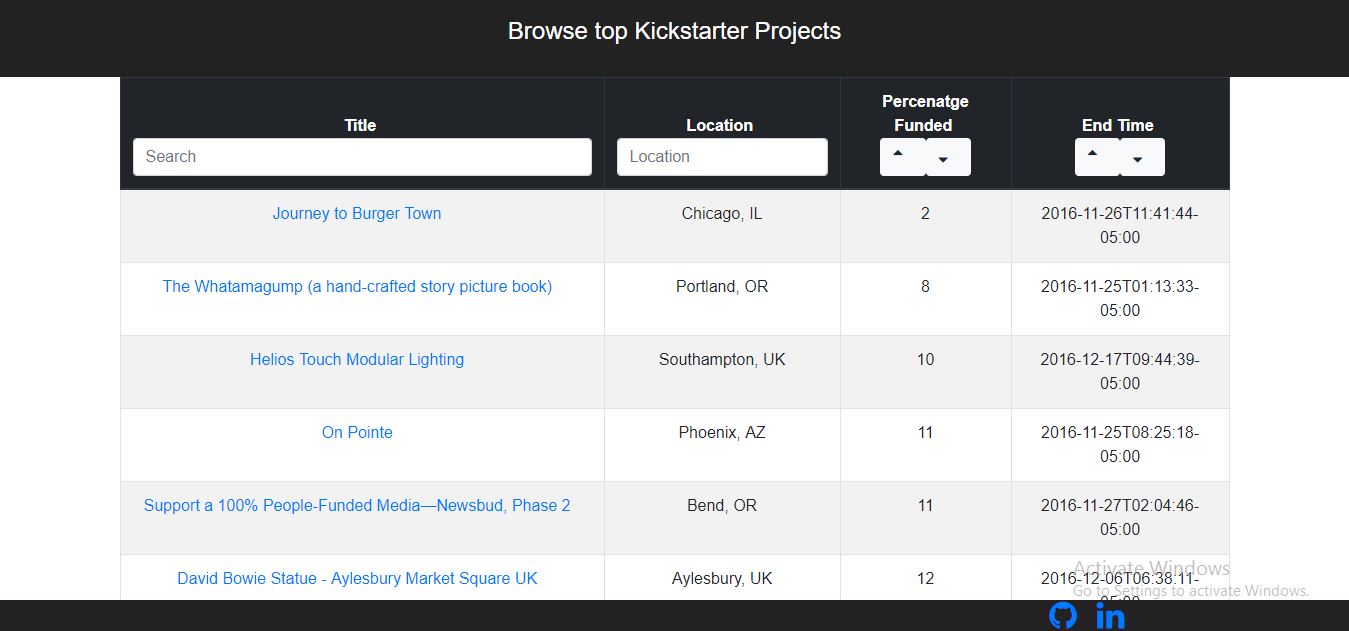 Browse top Kickstarter Projects
Title
Location
Percenatge
Funded
End Time
Search
Location
Journey to Burger Town
Chicago, IL
2
2016-11-26T11:41:44-
05:00
The Whatamagump (a hand-crafted story picture book)
Portland, OR
8
2016-11-25T01:13:33-
05:00
Helios Touch Modular Lighting
Southampton, UK
10
2016-12-17T09:44:39-
05:00
On Pointe
Phoenix, AZ
11
2016-11-25T08:25:18-
05:00
Support a 100% People-Funded Media—Newsbud, Phase 2
Bend, OR
11
2016-11-27T02:04:46-
05:00
David Bowie Statue - Aylesbury Market Square UK
Aylesbury, UK
12
2016-12-06T06:38:11-
05:00
Activate Windows
Go to Settings to activate Windows.
in